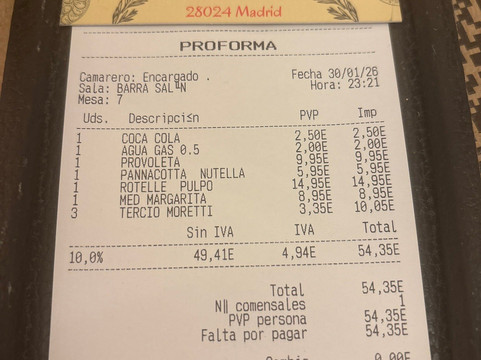 28024 Madrid
PROFORMA
Camarero: Encargado .
Fecha 30/01/26
Sala: BARRA SAL╙N
Hora: 23:21
Mesa: 7
Uds. Descripci≤n PVP Imp
1 COCA COLA 2,50E 2,50E
1 AGUA GAS 0.5 2,00E 2,00E
1 PROVOLETA 9,95E 9,95E
1 PANNACOTTA NUTELLA 5,95E 5,95E
1 ROTELLE PULPO 14,95E 14,95E
1 MED MARGARITA 8,95E 8,95E
3 TERCIO MORETTI 3,35E 10,05E
Sin IVA IVA Total
10,0% 49,41E 4,94E 54,35E
Total 54,35E
N║ comensales 1
PVP persona 54,35E
Falta por pagar 54,35E
Cambio 0,00E